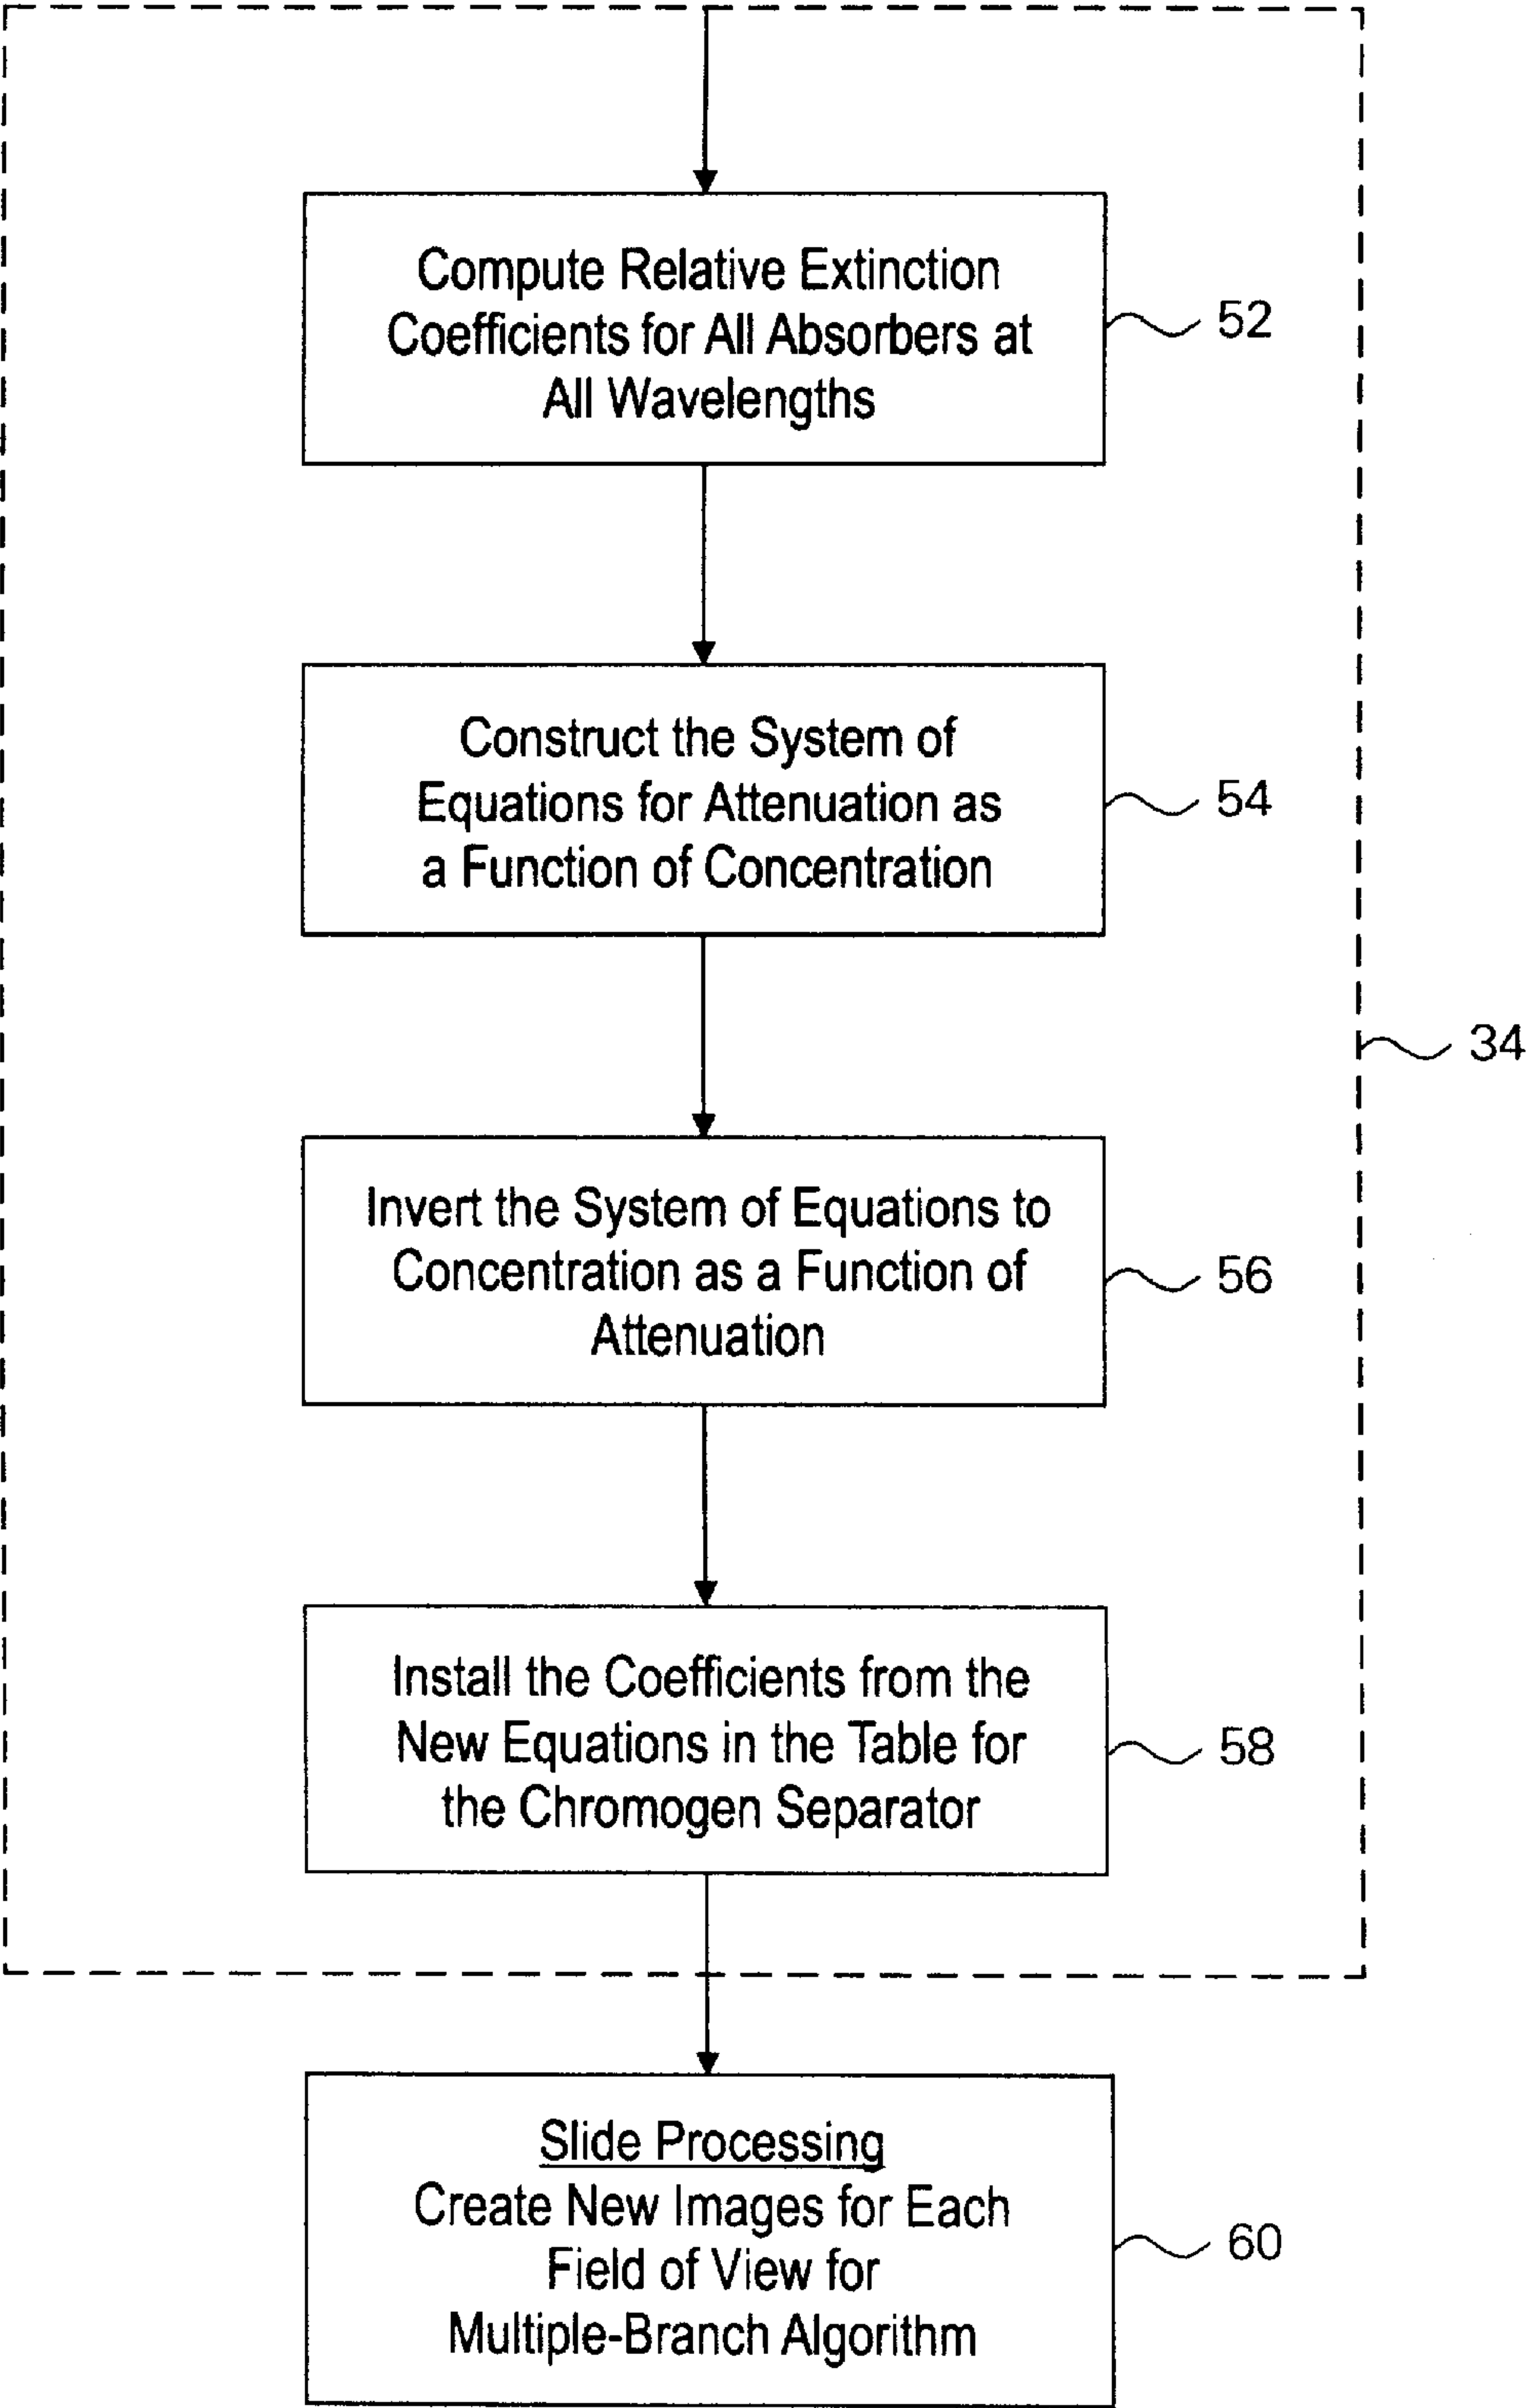 Compute Relative Extinction
Coefficients for All Absorbers at
All Wavelengths
52
Construct the System of
Equations for Attenuation as
a Function of Concentration
54
34
Invert the System of Equations to
Concentration as a Function of
Attenuation
56
Install the Coefficients from the
New Equations in the Table for
the Chromogen Separator
58
Slide Processing
Create New Images for Each
Field of View for
Multiple-Branch Algorithm
60